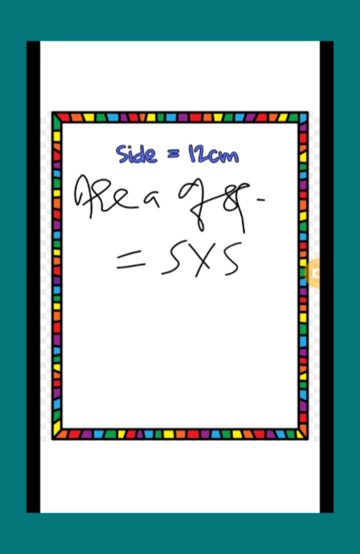 Side = 12cm
Area of sq.
= S×S